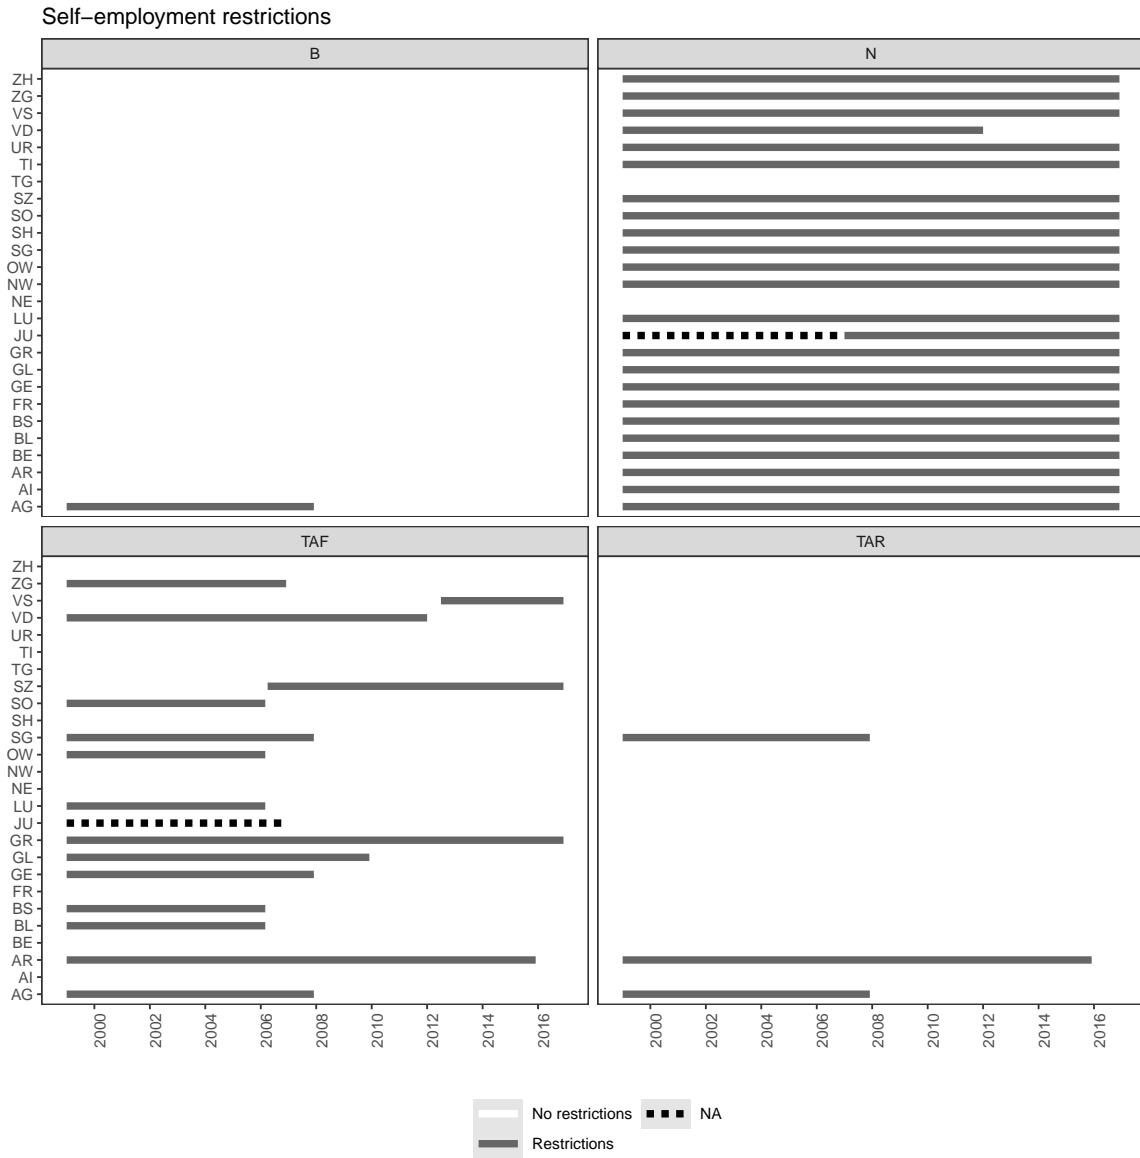 Self−employment restrictions
B
N
ZH
ZG
VS
VD
UR
TI
TG
SZ
SO
SH
SG
OW
NW
NE
LU
JU
GR
GL
GE
FR
BS
BL
BE
AR
AI
AG
TAF
TAR
ZH
ZG
VS
VD
UR
TI
TG
SZ
SO
SH
SG
OW
NW
NE
LU
JU
GR
GL
GE
FR
BS
BL
BE
AR
AI
AG
2000 2002 2004 2006 2008 2010 2012 2014 2016
2000 2002 2004 2006 2008 2010 2012 2014 2016
No restrictions NA
Restrictions